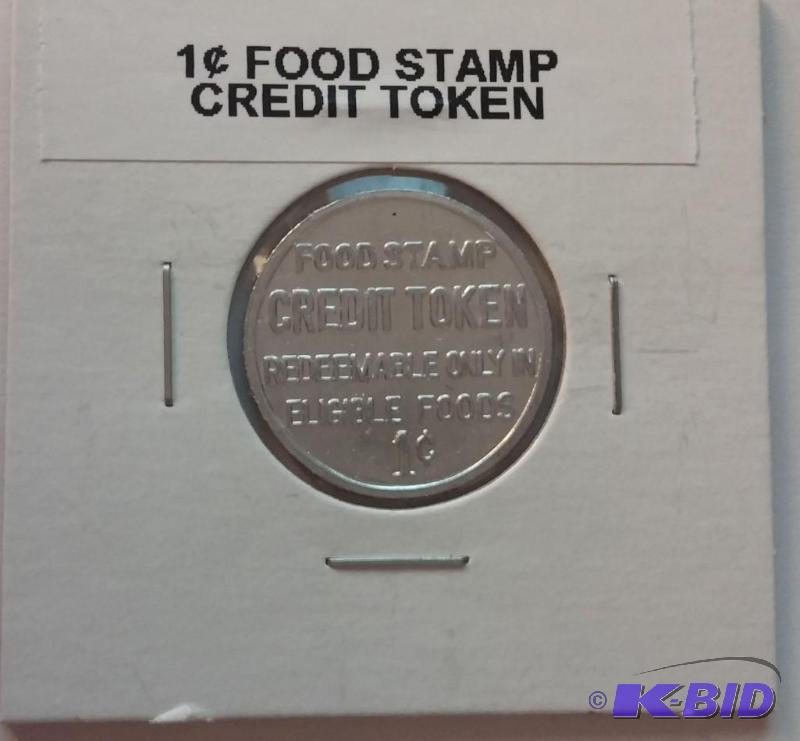 1¢ FOOD STAMP
CREDIT TOKEN
FOOD STAMP
CREDIT TOKEN
REDEEMABLE ONLY IN
ELIGIBLE FOODS
1¢
© K-BID